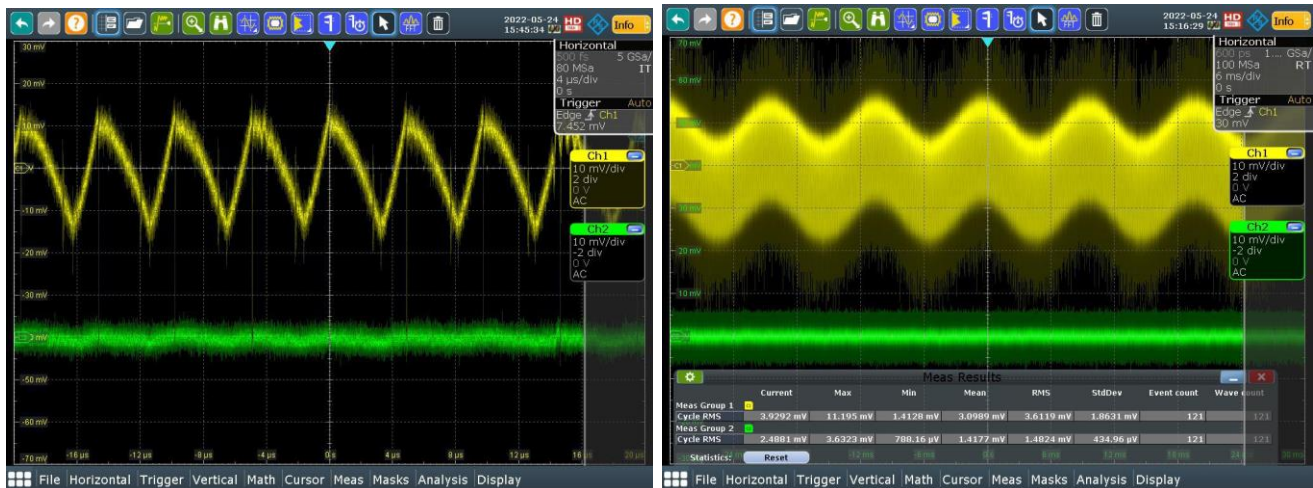 2022-05-24
15:45:34
HD
Info
30 mV
20 mV
10 mV
-10 mV
-20 mV
-30 mV
-50 mV
-60 mV
-70 mV
-16 µs
-12 µs
-8 µs
-4 µs
0 s
4 µs
8 µs
12 µs
16
20 µs
Horizontal
500 fs 5 GSa/
80 MSa IT
4 µs/div
0 s
Trigger Auto
Edge Ch1
7.452 mV
Ch1
10 mV/div
2 div
0 V
AC
Ch2
10 mV/div
-2 div
0 V
AC
File Horizontal Trigger Vertical Math Cursor Meas Masks Analysis Display
2022-05-24
15:16:29
HD
Info
70 mV
60 mV
30 mV
20 mV
10 mV
Horizontal
600 ps 1... GSa/
100 MSa RT
6 ms/div
0 s
Trigger Auto
Edge Ch1
30 mV
Ch1
10 mV/div
2 div
0 V
AC
Ch2
10 mV/div
-2 div
0 V
AC
Meas Results
Current Max Min Mean RMS StdDev Event count Wave count
Meas Group 1
Cycle RMS 3.9292 mV 11.195 mV 1.4128 mV 3.0989 mV 3.6119 mV 1.8631 mV 121 121
Meas Group 2
Cycle RMS 2.4881 mV 3.6323 mV 788.16 µV 1.4177 mV 1.4824 mV 434.96 µV 121 121
Statistics: Reset
File Horizontal Trigger Vertical Math Cursor Meas Masks Analysis Display